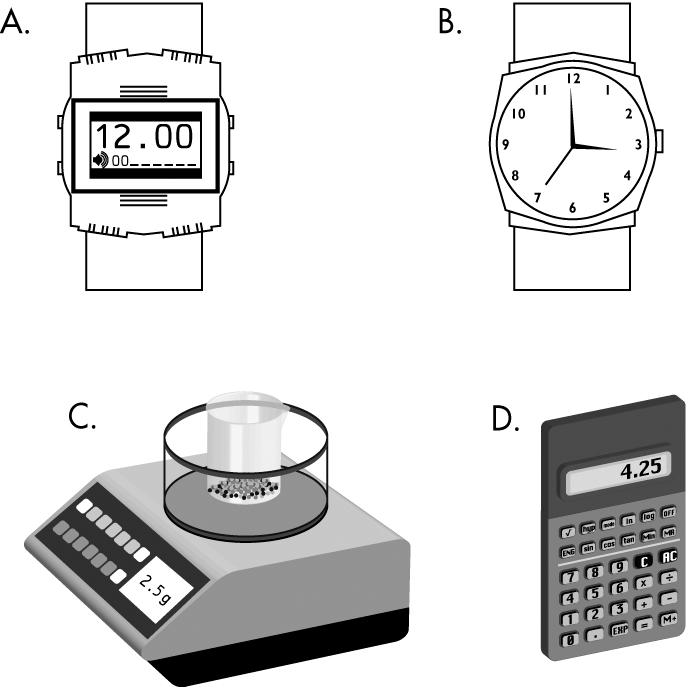 A.
12.00
00
B.
12
11 1
10 2
9 3
8 4
7 5
6
C.
2.5g
D.
4.25
√ hyp mode ln log OFF
ENG sin cos tan Min MR
7 8 9 C AC
4 5 6 x ÷
1 2 3 + -
0 . EXP = M+